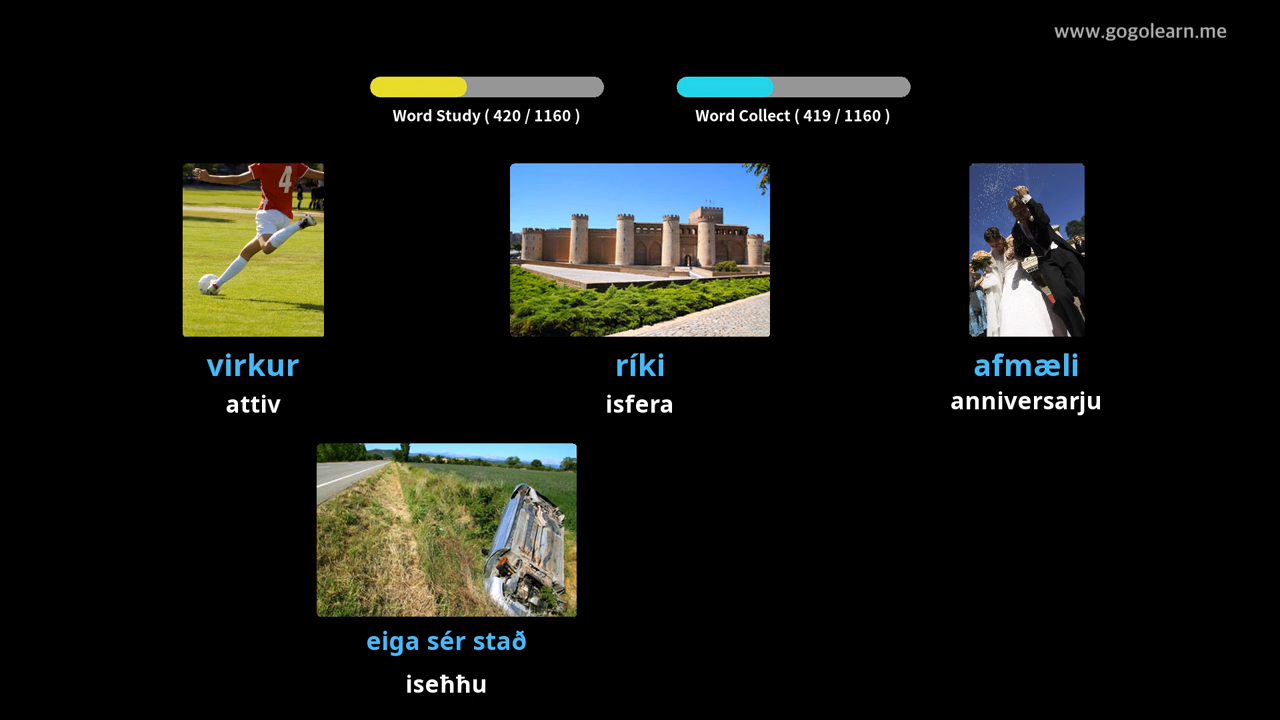 www.gogolearn.me
Word Study ( 420 / 1160 )
Word Collect ( 419 / 1160 )
4
virkur
attiv
ríki
isfera
afmæli
anniversarju
eiga sér stað
iseħħu